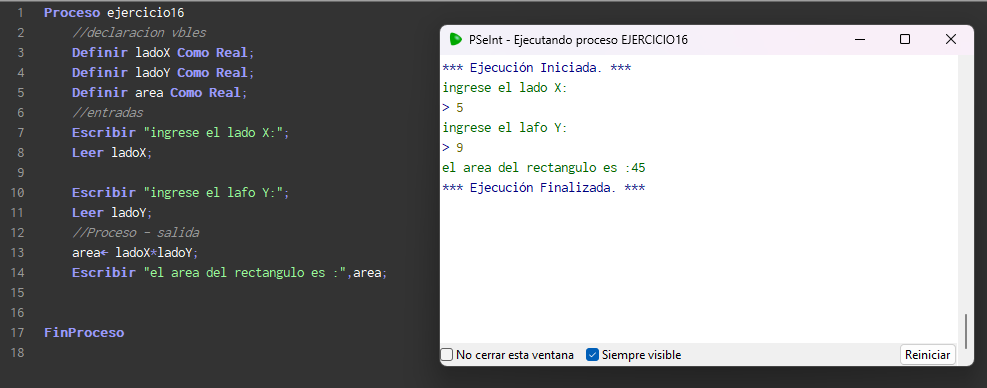 1 Proceso ejercicio16
2 //declaracion vbles
3 Definir ladoX Como Real;
4 Definir ladoY Como Real;
5 Definir area Como Real;
6 //entradas
7 Escribir "ingrese el lado X:";
8 Leer ladoX;
9
10 Escribir "ingrese el lafo Y:";
11 Leer ladoY;
12 //Proceso - salida
13 area← ladoX*ladoY;
14 Escribir "el area del rectangulo es :",area;
15
16
17 FinProceso
18
PSeInt - Ejecutando proceso EJERCICIO16
*** Ejecución Iniciada. ***
ingrese el lado X:
> 5
ingrese el lafo Y:
> 9
el area del rectangulo es :45
*** Ejecución Finalizada. ***
No cerrar esta ventana Siempre visible Reiniciar